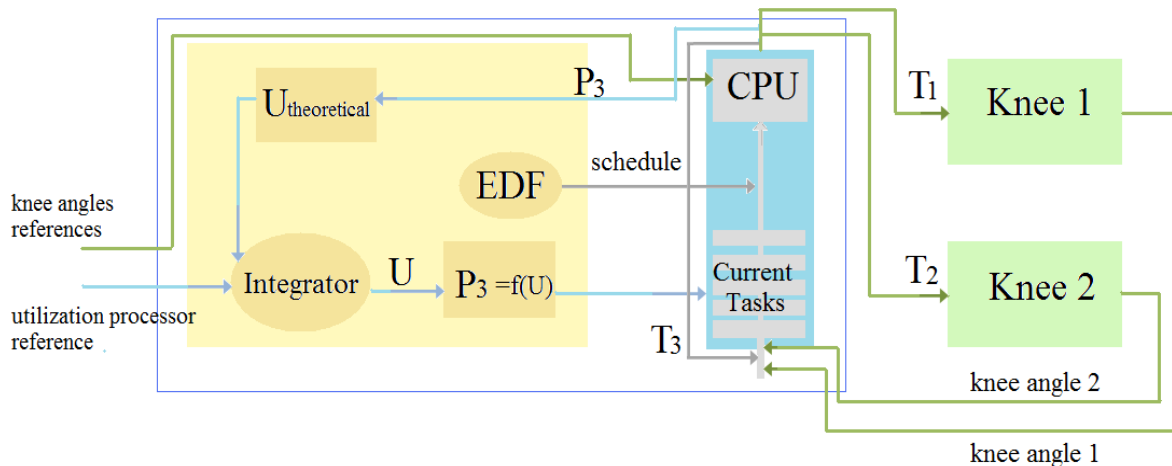 P3
CPU
T1
Knee 1
Utheoretical
schedule
EDF
knee angles
references
Integrator
U
P3 =f(U)
Current
Tasks
T2
Knee 2
utilization processor
reference
T3
knee angle 2
knee angle 1